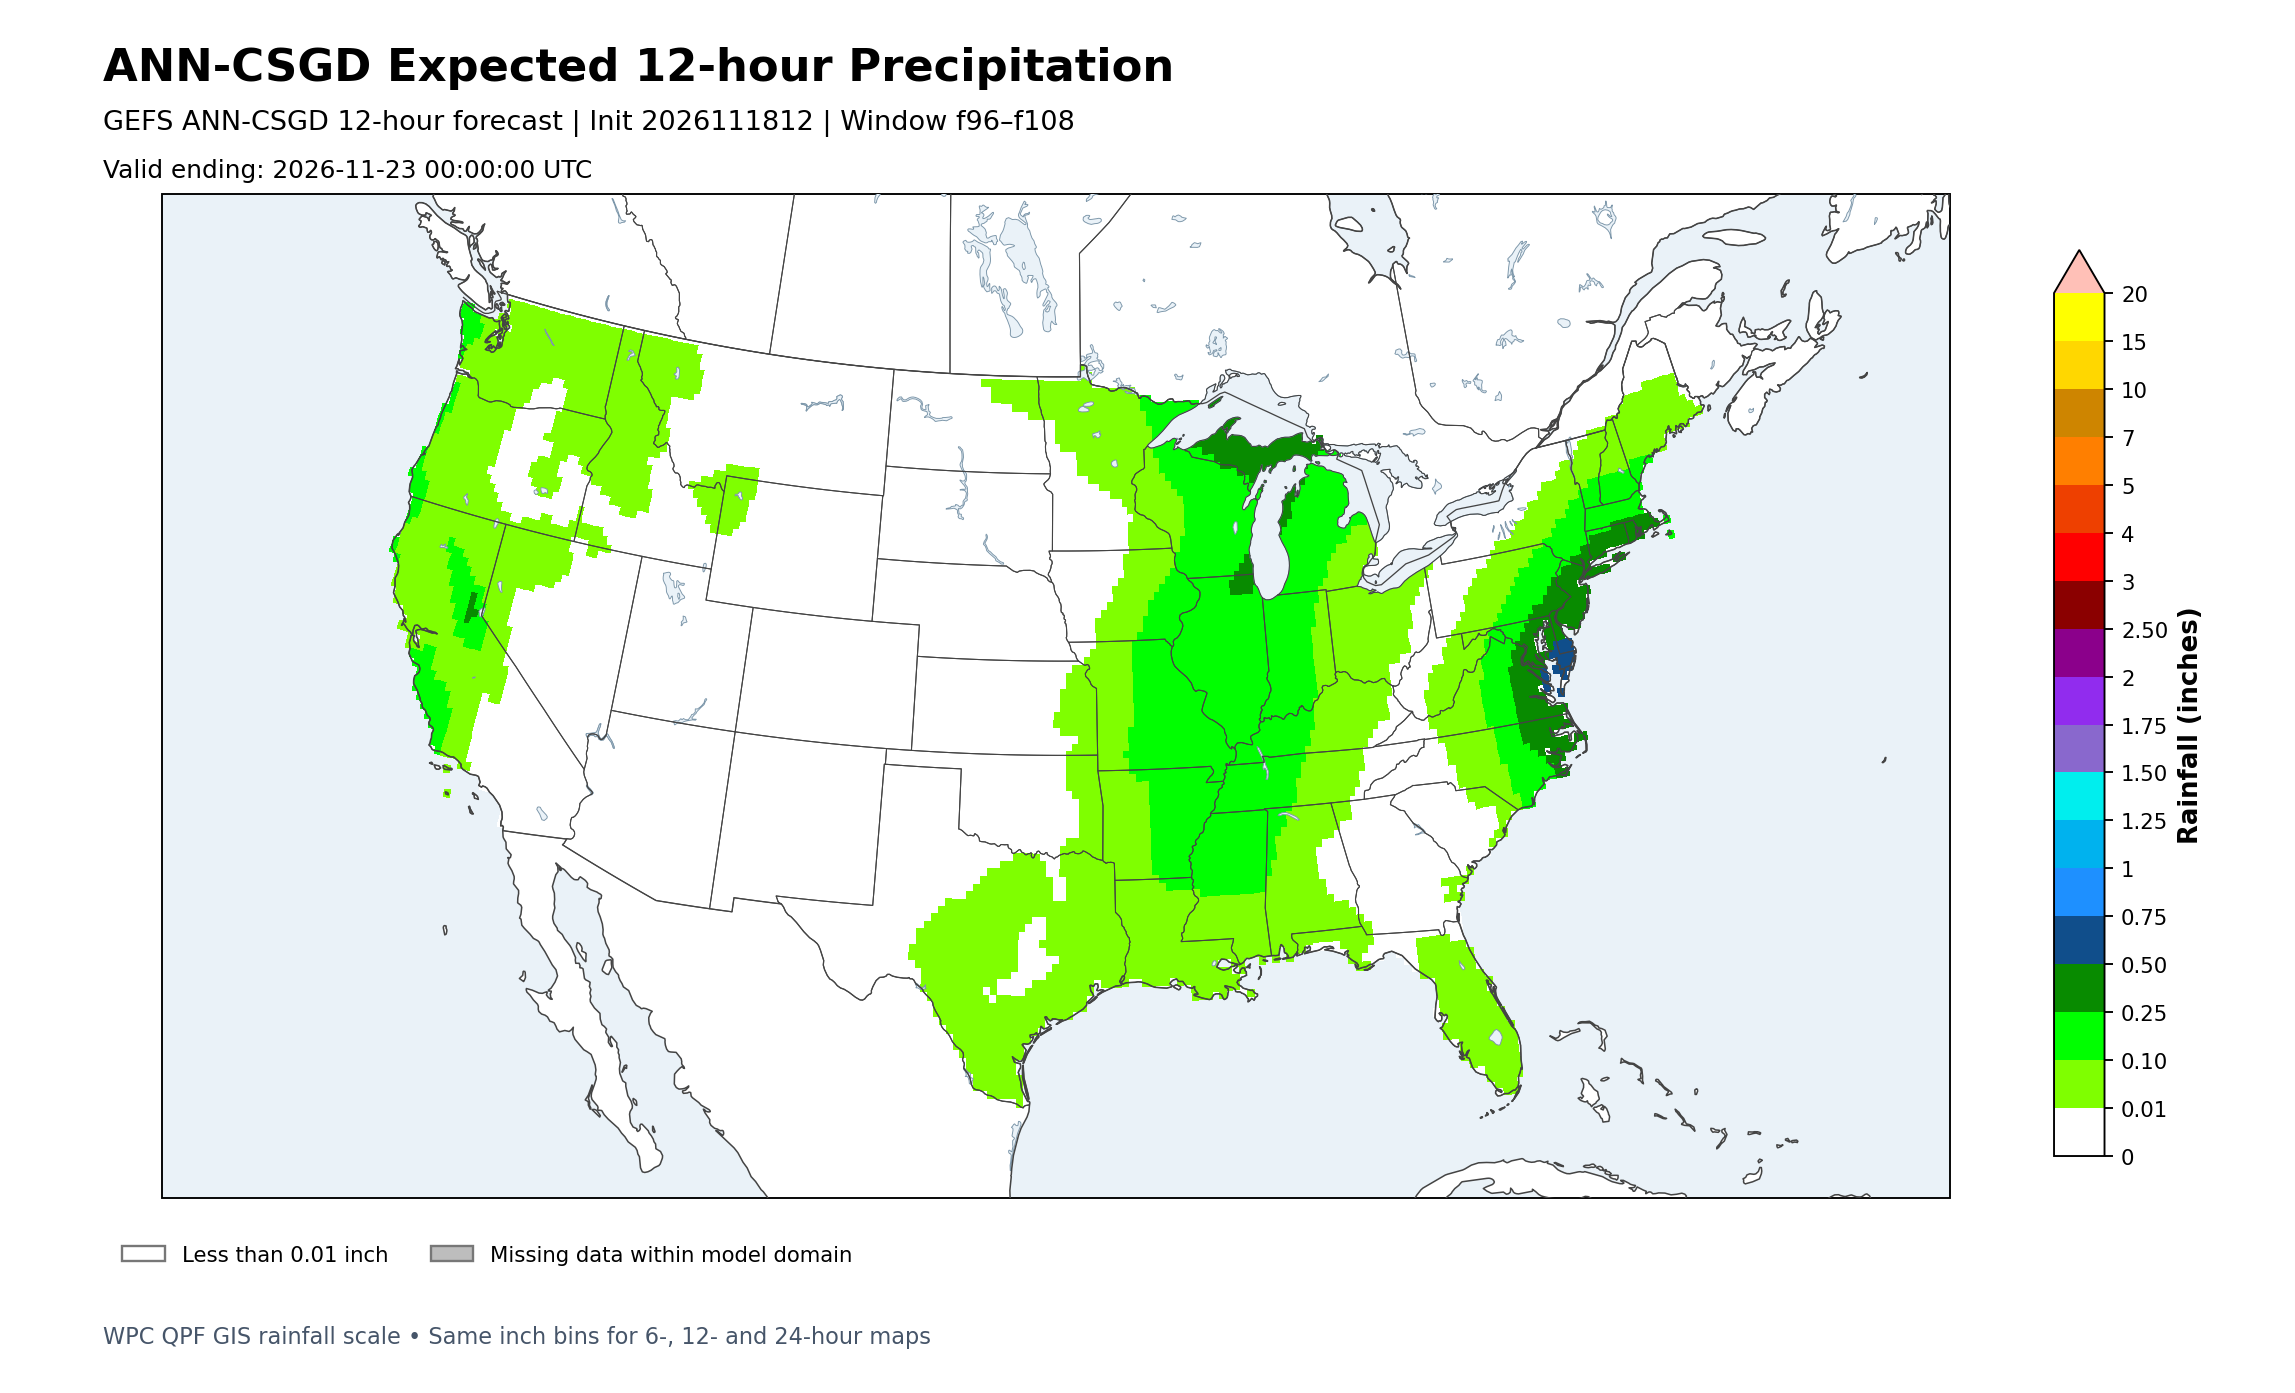 ANN-CSGD Expected 12-hour Precipitation
GEFS ANN-CSGD 12-hour forecast | Init 2026111812 | Window f96–f108
Valid ending: 2026-11-23 00:00:00 UTC
20
15
10
7
5
4
3
2.50
2
1.75
1.50
1.25
1
0.75
0.50
0.25
0.10
0.01
0
Rainfall (inches)
Less than 0.01 inch
Missing data within model domain
WPC QPF GIS rainfall scale • Same inch bins for 6-, 12- and 24-hour maps